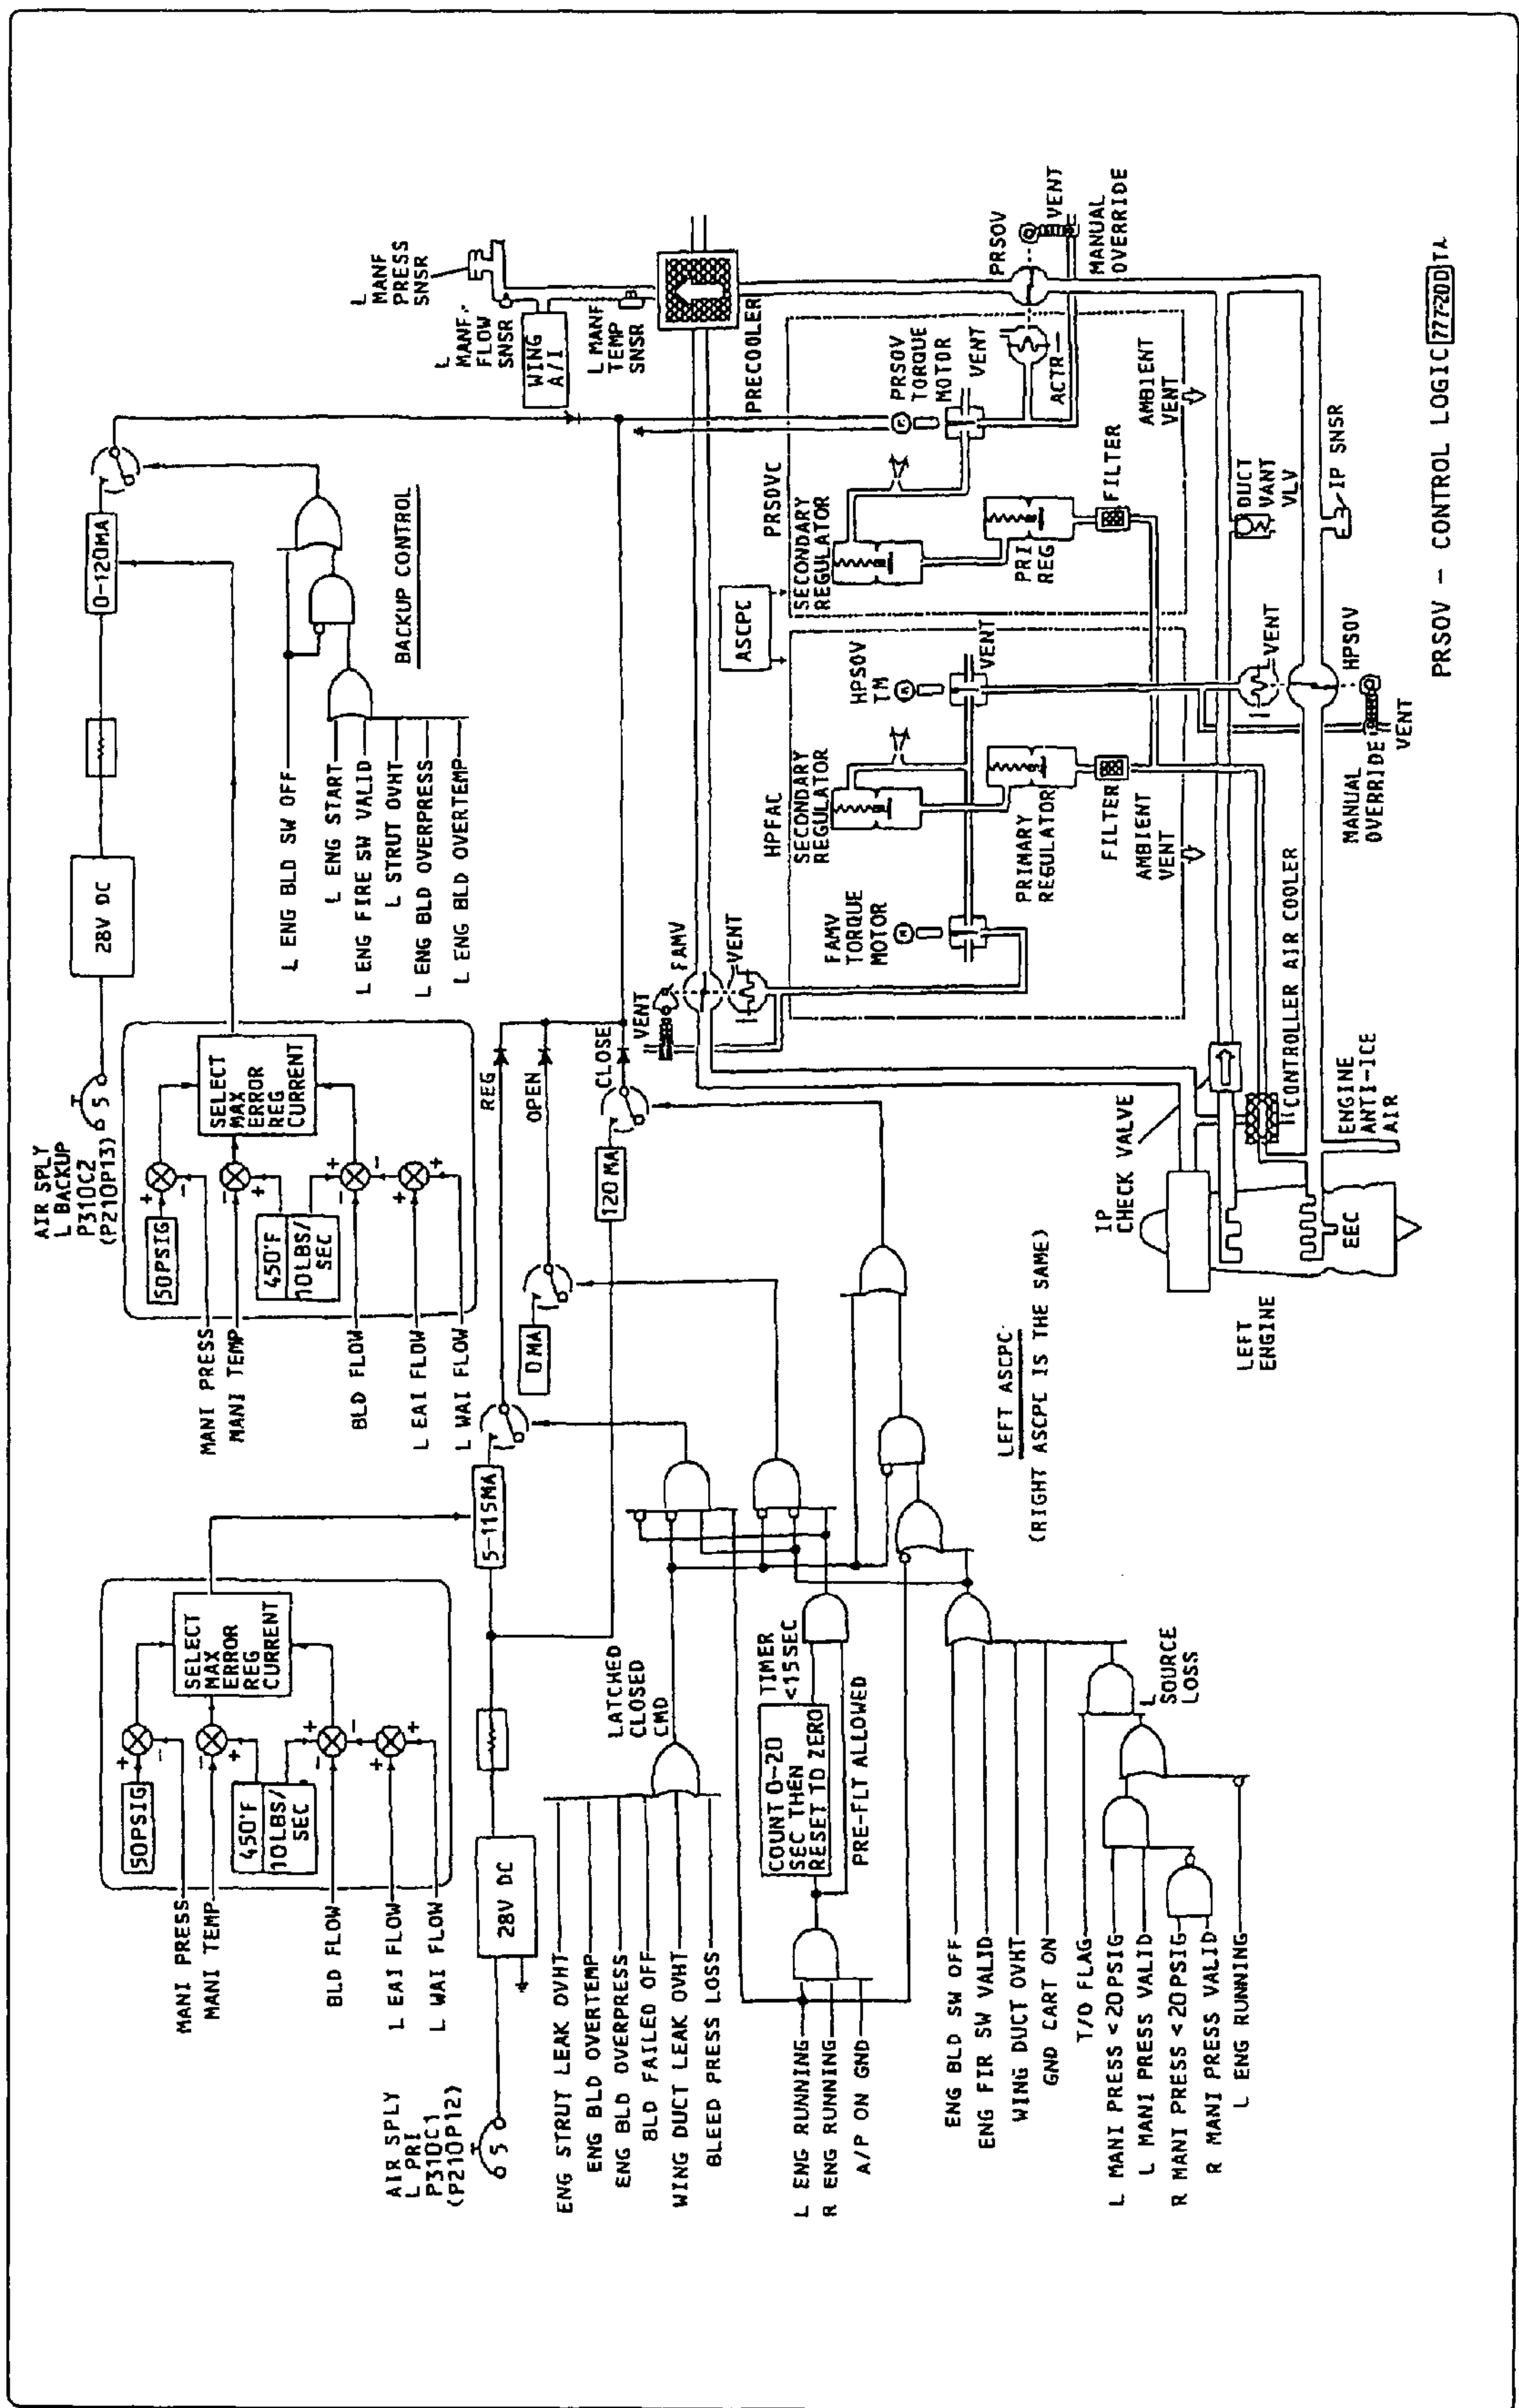 AIR SPLY
L BACKUP
P310C2
(P210P13)
5
28V DC
0-120MA
50PSIG
450°F
10LBS/
SEC
SELECT
MAX
ERROR
REG
CURRENT
MANI PRESS
MANI TEMP
BLD FLOW
L EAI FLOW
L WAI FLOW
L ENG BLD SW OFF
L ENG START
L ENG FIRE SW VALID
L STRUT OVHT
L ENG BLD OVERPRESS
L ENG BLD OVERTEMP
BACKUP CONTROL
50PSIG
450°F
10LBS/
SEC
SELECT
MAX
ERROR
REG
CURRENT
MANI PRESS
MANI TEMP
BLD FLOW
L EAI FLOW
L WAI FLOW
AIR SPLY
L PRI
P310C1
(P210P12)
5
28V DC
5-115MA
REG
0MA
OPEN
120 MA
CLOSE
ENG STRUT LEAK OVHT
ENG BLD OVERTEMP
ENG BLD OVERPRESS
BLD FAILED OFF
WING DUCT LEAK OVHT
BLEED PRESS LOSS
LATCHED
CLOSED
CMD
L ENG RUNNING
R ENG RUNNING
A/P ON GND
COUNT 0-20
SEC THEN
RESET TO ZERO
TIMER
<15SEC
PRE-FLT ALLOWED
ENG BLD SW OFF
ENG FIR SW VALID
WING DUCT OVHT
GND CART ON
T/O FLAG
L MANI PRESS <20PSIG
L MANI PRESS VALID
R MANI PRESS <20PSIG
R MANI PRESS VALID
L ENG RUNNING
L
SOURCE
LOSS
LEFT ASCPC
(RIGHT ASCPC IS THE SAME)
L
MANF
PRESS
SNSR
L
MANF.
FLOW
SNSR
WING
A/I
L MANF
TEMP
SNSR
PRECOOLER
VENT
FAMV
VENT
FAMV
TORQUE
MOTOR
HPFAC
SECONDARY
REGULATOR
PRIMARY
REGULATOR
FILTER
AMBIENT
VENT
HPSOV
TM
VENT
ASCPC
PRSOVC
SECONDARY
REGULATOR
PRI
REG
FILTER
PRSOV
TORQUE
MOTOR
VENT
ACTR
AMBIENT
VENT
PRSOV
VENT
MANUAL
OVERRIDE
DUCT
VANT
VLV
IP SNSR
VENT
HPSOV
MANUAL
OVERRIDE
VENT
IP
CHECK VALVE
CONTROLLER AIR COOLER
ENGINE
ANTI-ICE
AIR
EEC
LEFT
ENGINE
PRSOV - CONTROL LOGIC